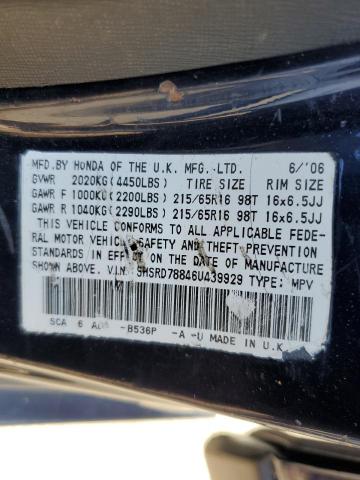 MFD.BY HONDA OF THE U.K. MFG.,LTD. 6/'06
GVWR 2020KG(4450LBS) TIRE SIZE RIM SIZE
GAWR F 1000KG(2200LBS) 215/65R16 98T 16x6.5JJ
GAWR R 1040KG(2290LBS) 215/65R16 98T 16x6.5JJ
THIS VEHICLE CONFORMS TO ALL APPLICABLE FEDE-
RAL MOTOR VEHICLE SAFETY AND THEFT PREVENTION
STANDARDS IN EFFECT ON THE DATE OF MANUFACTURE
SHOWN ABOVE. V.I.N. SHSRD78846U439929 TYPE: MPV
SCA 6 -B536P -A -U MADE IN U.K.